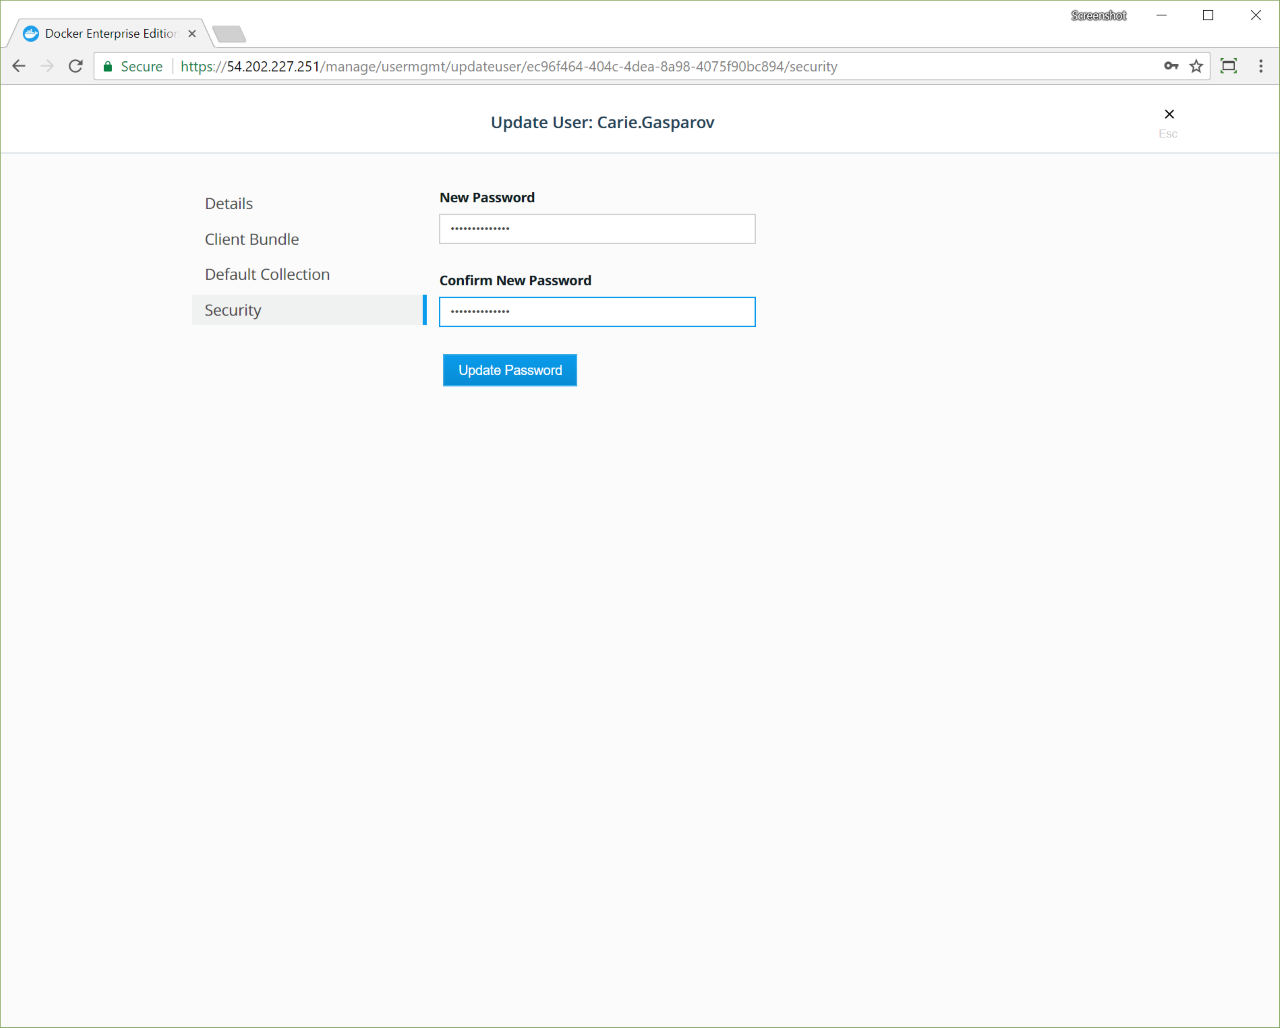 Screenshot
Docker Enterprise Edition
Secure https://54.202.227.251/manage/usermgmt/updateuser/ec96f464-404c-4dea-8a98-4075f90bc894/security
Update User: Carie.Gasparov
Esc
Details
Client Bundle
Default Collection
Security
New Password
••••••••••••••
Confirm New Password
••••••••••••••
Update Password